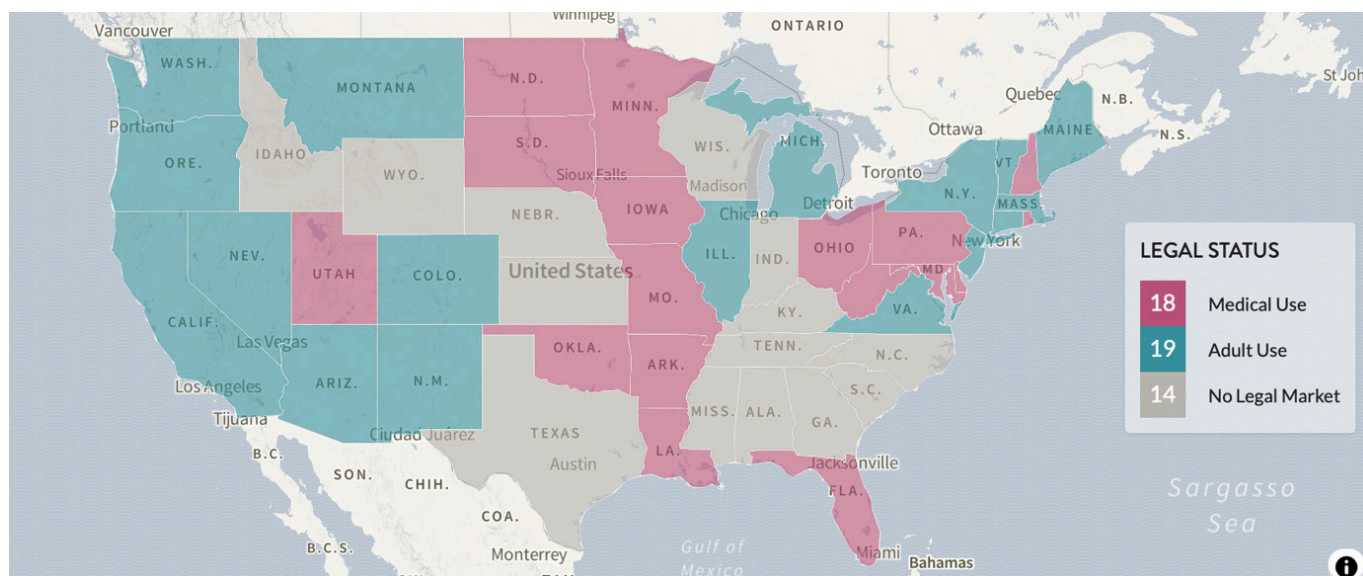 Winnipeg
ONTARIO
Vancouver
WASH.
MONTANA
N.D.
MINN.
St Joh
Quebec
N.B.
Portland
Ottawa
MAINE
N.S.
ORE.
IDAHO
S.D.
WIS.
MICH.
VT.
WYO.
Sioux Falls
Madison
Toronto
N.Y.
MASS.
NEBR.
IOWA
Chicago
Detroit
NEV.
UTAH
COLO.
United States
ILL.
IND.
OHIO
PA.
New York
MD.
CALIF.
MO.
KY.
VA.
Las Vegas
Los Angeles
ARIZ.
N.M.
OKLA.
ARK.
TENN.
N.C.
S.C.
Tijuana
Ciudad Juárez
TEXAS
MISS.
ALA.
GA.
B.C.
SON.
CHIH.
Austin
LA.
Jacksonville
FLA.
COA.
B.C.S.
Monterrey
Gulf of
Mexico
Miami
Bahamas
Sargasso
Sea
LEGAL STATUS
18 Medical Use
19 Adult Use
14 No Legal Market
i